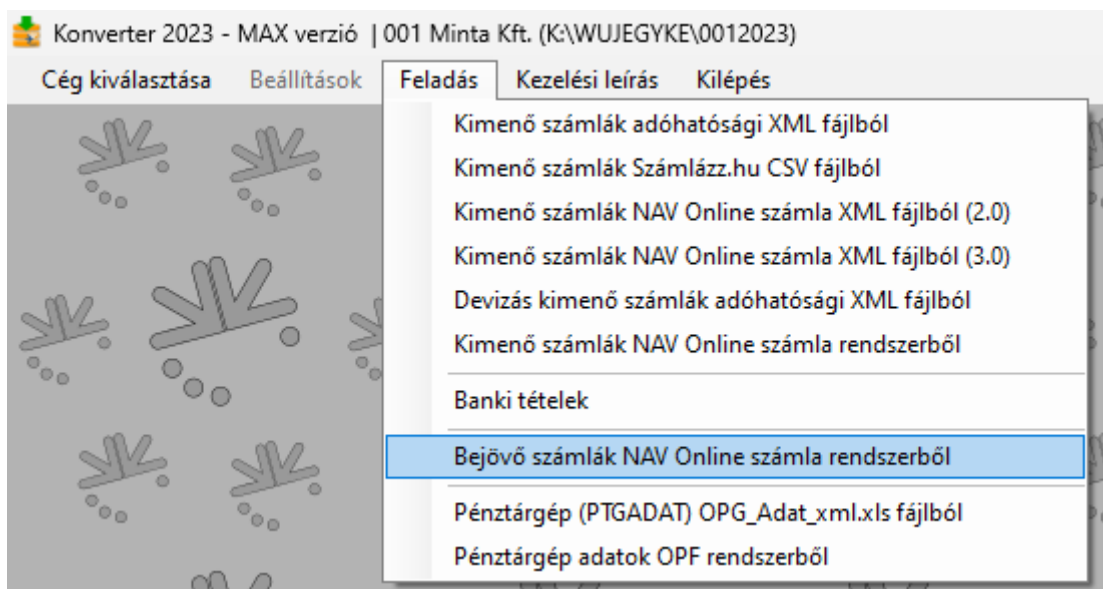 Konverter 2023 - MAX verzió | 001 Minta Kft. (K:\WUJEGYKE\0012023)
Cég kiválasztása Beállítások Feladás Kezelési leírás Kilépés
Kimenő számlák adóhatósági XML fájlból
Kimenő számlák Számlázz.hu CSV fájlból
Kimenő számlák NAV Online számla XML fájlból (2.0)
Kimenő számlák NAV Online számla XML fájlból (3.0)
Devizás kimenő számlák adóhatósági XML fájlból
Kimenő számlák NAV Online számla rendszerből
Banki tételek
Bejövő számlák NAV Online számla rendszerből
Pénztárgép (PTGADAT) OPG_Adat_xml.xls fájlból
Pénztárgép adatok OPF rendszerből